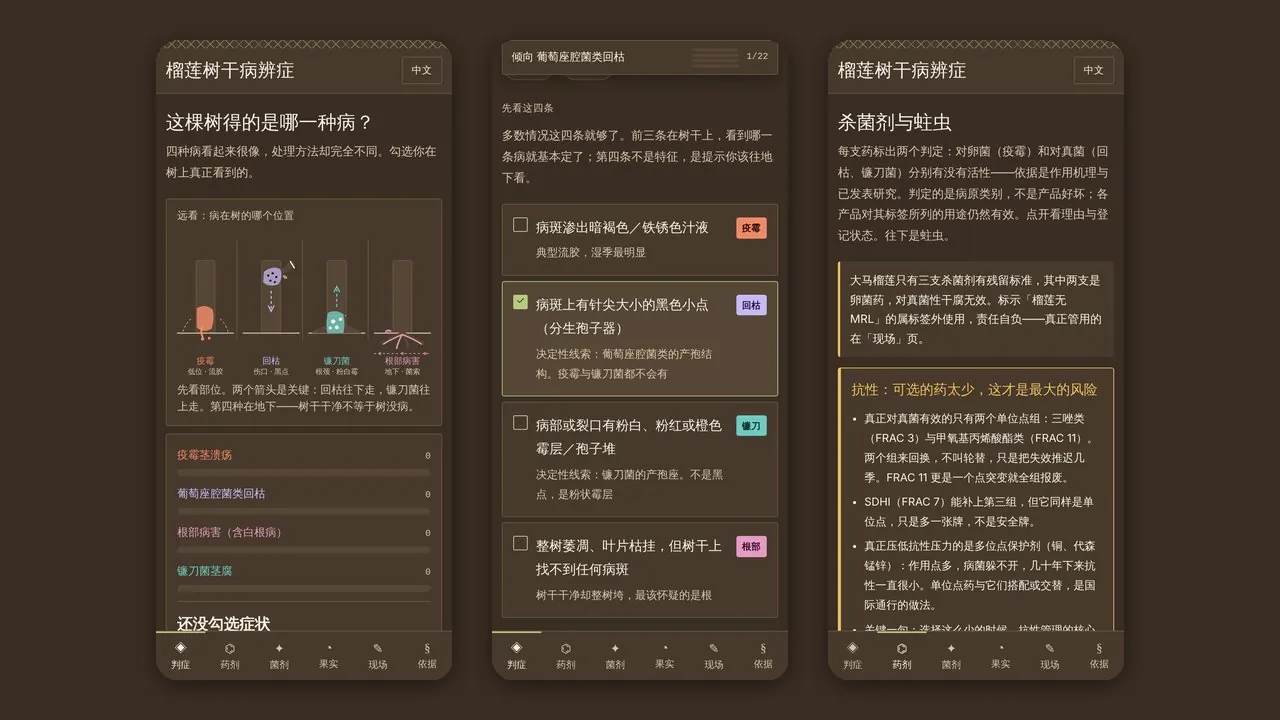 榴莲树干病辨症
中文
这棵树得的是哪一种病？
四种病看起来很像，处理方法却完全不同。勾选你在
树上真正看到的。
远看：病在树的哪个位置
疫霉
低位 · 流胶
回枯
伤口 · 黑点
镰刀菌
根颈 · 粉白霉
根部病害
地下 · 菌索
先看部位。两个箭头是关键：回枯往下走，镰刀菌往
上走。第四种在地下——树干干净不等于树没病。
疫霉茎溃疡
0
葡萄座腔菌类回枯
0
根部病害（含白根病）
0
镰刀菌茎腐
0
还没勾选症状
判症
药剂
菌剂
果实
现场
§
依据
倾向 葡萄座腔菌类回枯
1/22
先看这四条
多数情况这四条就够了。前三条在树干上，看到哪一
条病就基本定了；第四条不是特征，是提示你该往地
下看。
病斑渗出暗褐色／铁锈色汁液
疫霉
典型流胶，湿季最明显
病斑上有针尖大小的黑色小点
（分生孢子器）
回枯
决定性线索：葡萄座腔菌类的产孢结
构。疫霉与镰刀菌都不会有
病部或裂口有粉白、粉红或橙色
霉层／孢子堆
镰刀
决定性线索：镰刀菌的产孢座。不是黑
点，是粉状霉层
整树萎凋、叶片枯挂，但树干上
找不到任何病斑
根部
树干干净却整树垮，最该怀疑的是根
判症
药剂
菌剂
果实
现场
§
依据
榴莲树干病辨症
中文
杀菌剂与蛀虫
每支药标出两个判定：对卵菌（疫霉）和对真菌（回
枯、镰刀菌）分别有没有活性——依据是作用机理与
已发表研究。判定的是病原类别，不是产品好坏；各
产品对其标签所列的用途仍然有效。点开看理由与登
记状态。往下是蛀虫。
大马榴莲只有三支杀菌剂有残留标准，其中两支是
卵菌药，对真菌性干腐无效。标示「榴莲无
MRL」的属标签外使用，责任自负——真正管用的
在「现场」页。
抗性：可选的药太少，这才是最大的风险
• 真正对真菌有效的只有两个单位点组：三唑类
（FRAC 3）与甲氧基丙烯酸酯类（FRAC 11）。
两个组来回换，不叫轮替，只是把失效推迟几
季。FRAC 11 更是一个点突变就全组报废。
• SDHI（FRAC 7）能补上第三组，但它同样是单
位点，只是多一张牌，不是安全牌。
• 真正压低抗性压力的是多位点保护剂（铜、代森
锰锌）：作用点多，病菌躲不开，几十年下来抗
性一直很小。单位点药与它们搭配或交替，是国
际通行的做法。
• 关键一句：选择这么少的时候，抗性管理的核心
判症
药剂
菌剂
果实
现场
§
依据